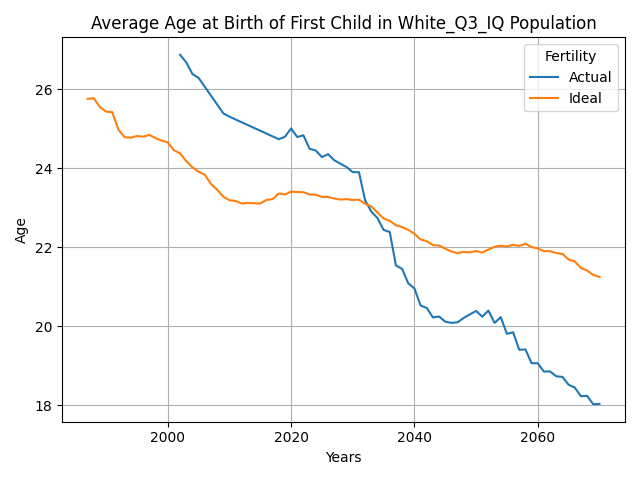 Average Age at Birth of First Child in White_Q3_IQ Population
Fertility
Actual
Ideal
Age
26
24
22
20
18
2000
2020
2040
2060
Years